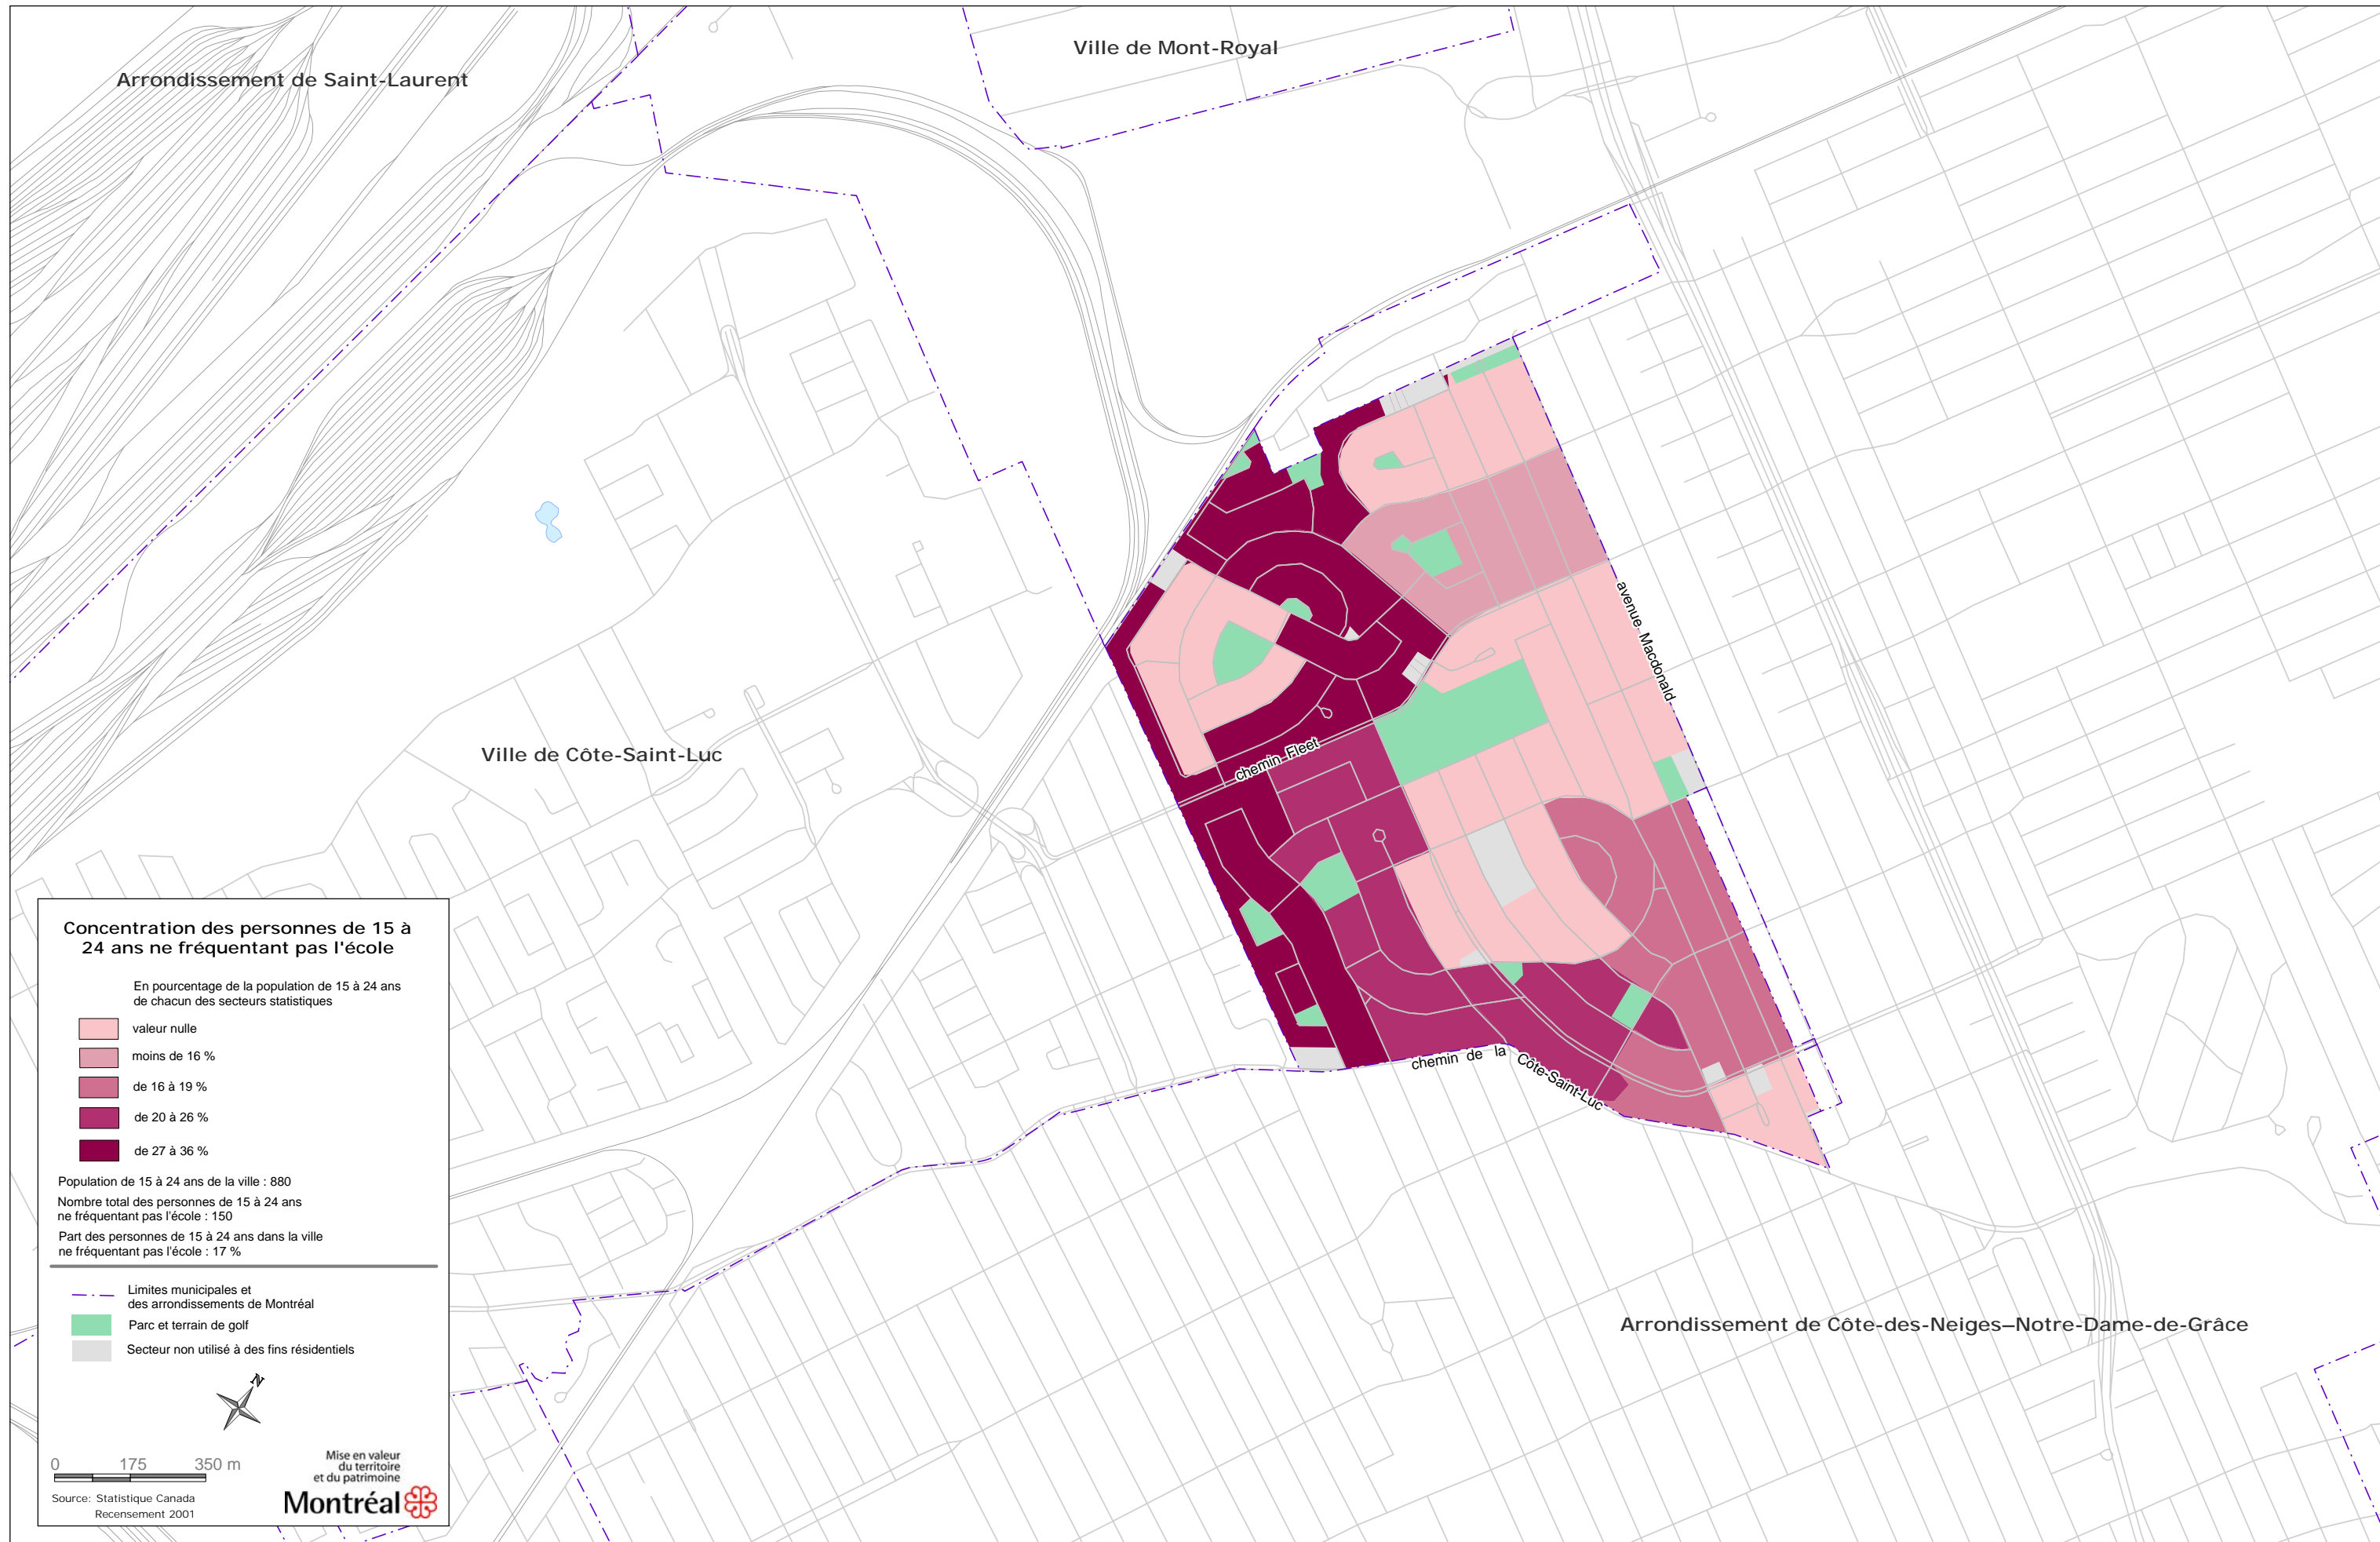 Arrondissement de Saint-Laurent
Ville de Mont-Royal
avenue Macdonald
Ville de Côte-Saint-Luc
chemin Fleet
chemin de la Côte-Saint-Luc
Arrondissement de Côte-des-Neiges–Notre-Dame-de-Grâce
Concentration des personnes de 15 à
24 ans ne fréquentant pas l'école
En pourcentage de la population de 15 à 24 ans
de chacun des secteurs statistiques
valeur nulle
moins de 16 %
de 16 à 19 %
de 20 à 26 %
de 27 à 36 %
Population de 15 à 24 ans de la ville : 880
Nombre total des personnes de 15 à 24 ans
ne fréquentant pas l'école : 150
Part des personnes de 15 à 24 ans dans la ville
ne fréquentant pas l'école : 17 %
Limites municipales et
des arrondissements de Montréal
Parc et terrain de golf
Secteur non utilisé à des fins résidentiels
N
0 175 350 m
Source: Statistique Canada
Recensement 2001
Mise en valeur
du territoire
et du patrimoine
Montréal